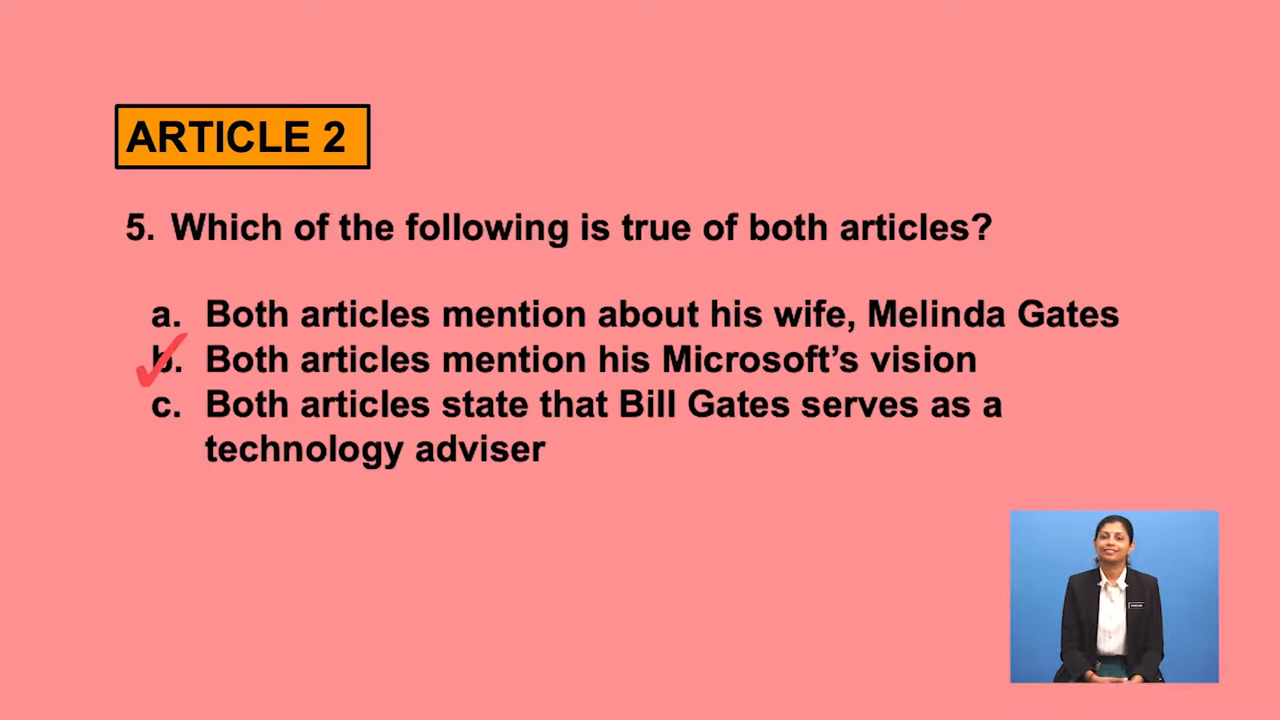 ARTICLE 2
5. Which of the following is true of both articles?
a. Both articles mention about his wife, Melinda Gates
b. Both articles mention his Microsoft’s vision
c. Both articles state that Bill Gates serves as a
technology adviser